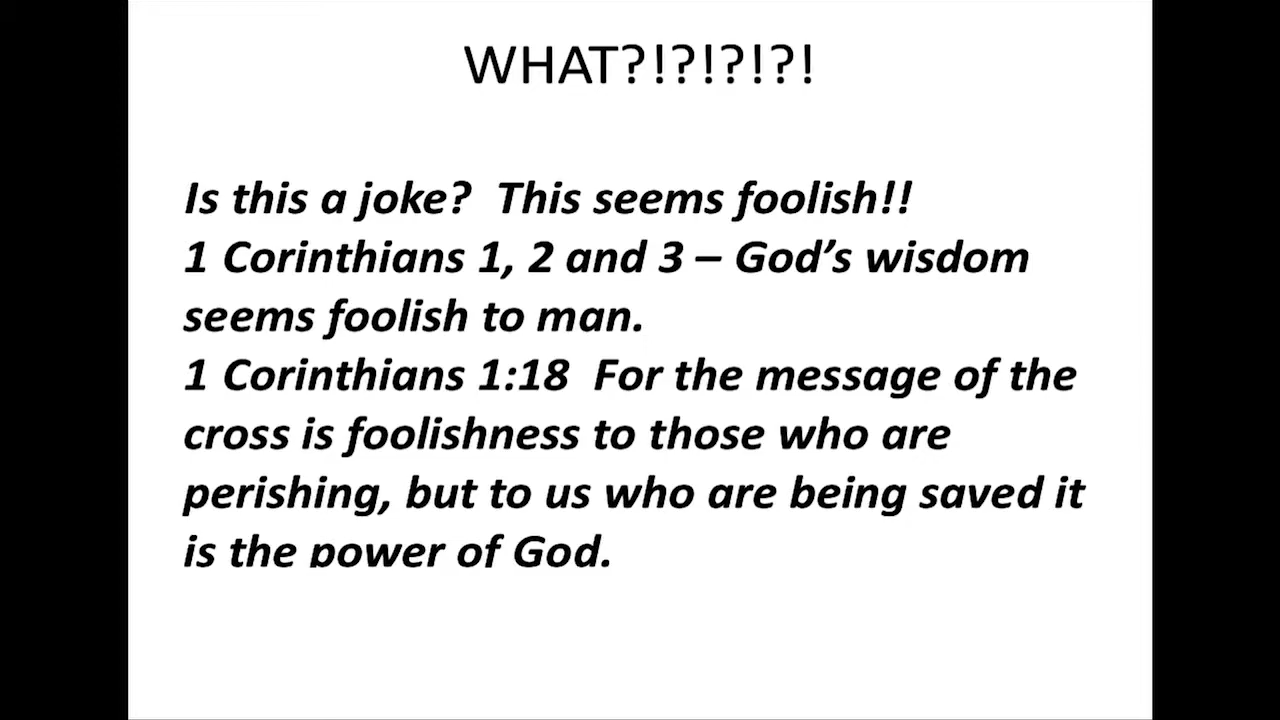 WHAT?!?!?!?!
Is this a joke?  This seems foolish!!
1 Corinthians 1, 2 and 3 – God’s wisdom
seems foolish to man.
1 Corinthians 1:18  For the message of the
cross is foolishness to those who are
perishing, but to us who are being saved it
is the power of God.